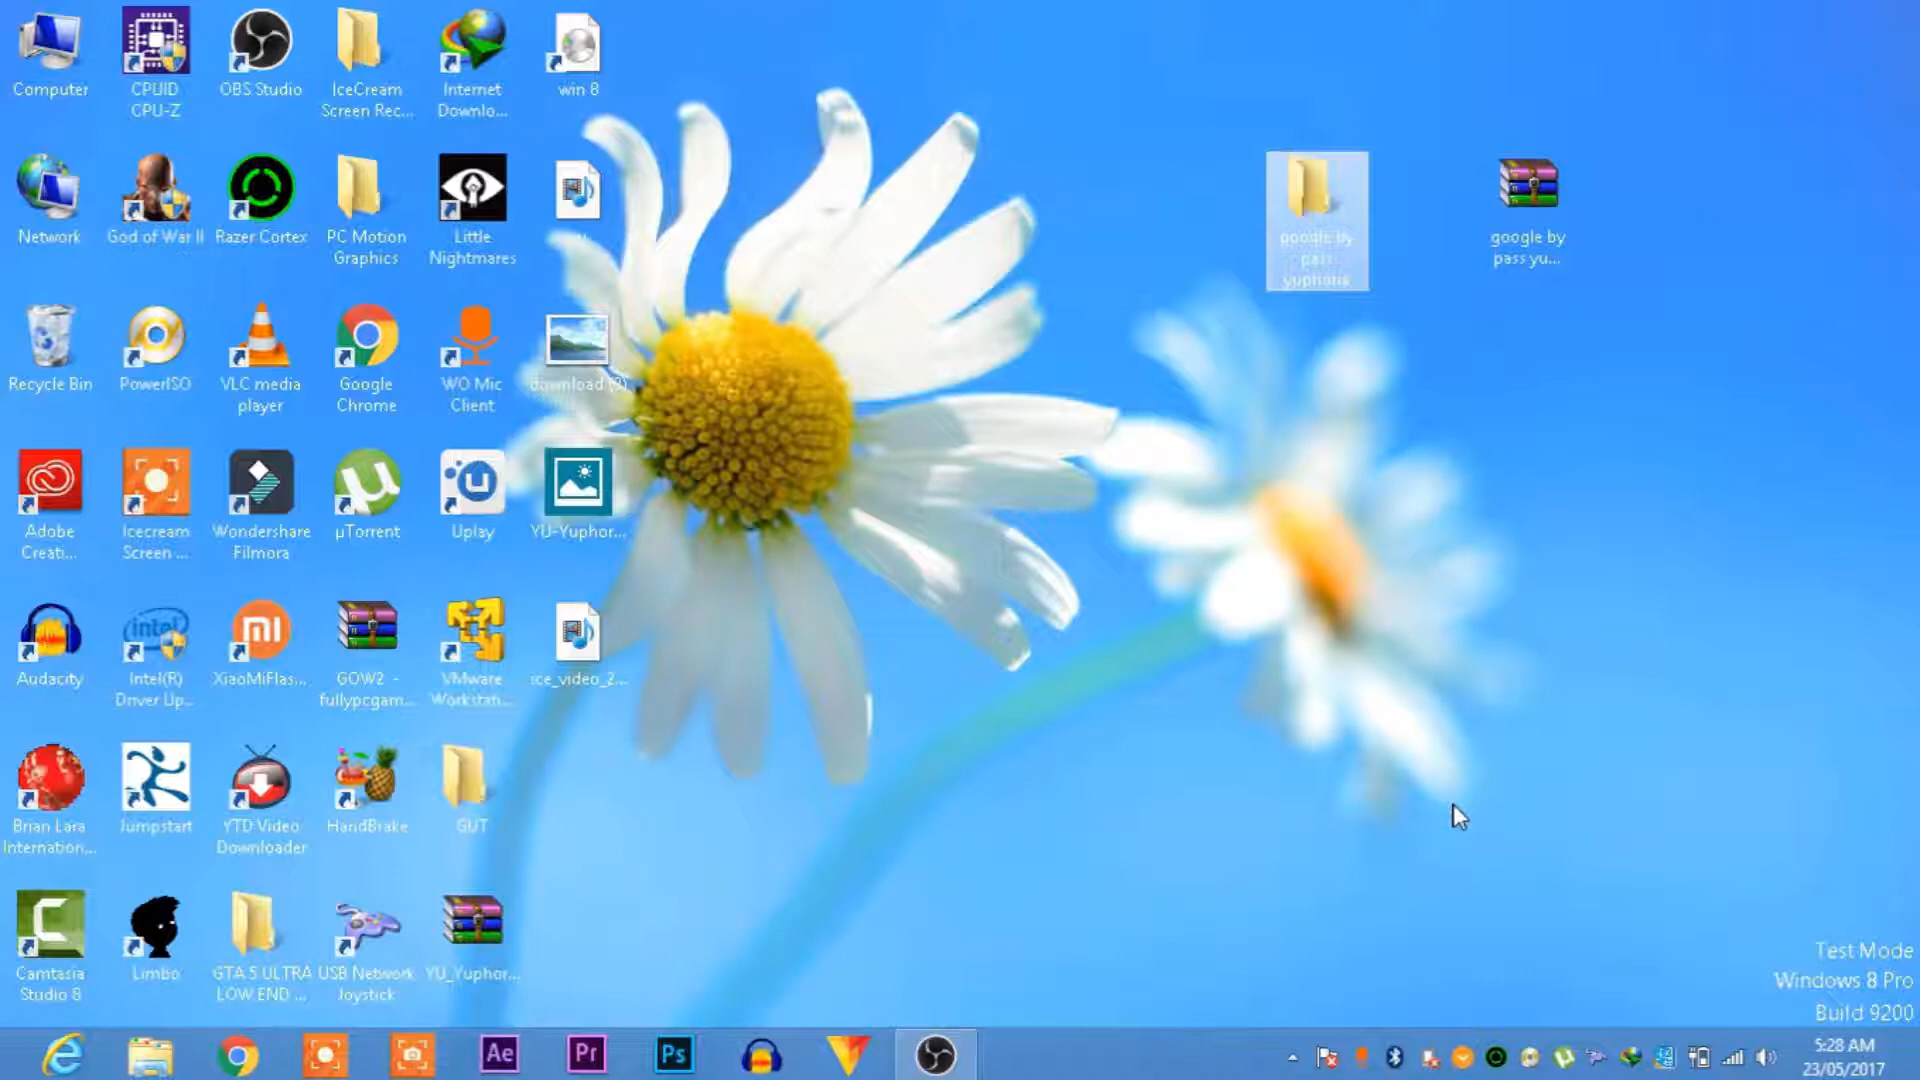 Computer
CPUID
CPU-Z
OBS Studio
IceCream
Screen Rec...
Internet
Downlo...
win 8
Network
God of War II
Razer Cortex
PC Motion
Graphics
Little
Nightmares
google by
pass
yuphoria
google by
pass yu...
Recycle Bin
PowerISO
VLC media
player
Google
Chrome
WO Mic
Client
download (3)
Adobe
Creati...
Icecream
Screen ...
Wondershare
Filmora
µTorrent
Uplay
YU-Yuphor...
Audacity
intel
Intel(R)
Driver Up...
XiaoMiFlas...
GOW2 -
fullypcgam...
VMware
Workstati...
ice_video_2...
Brian Lara
Internation...
Jumpstart
YTD Video
Downloader
HandBrake
GUT
Camtasia
Studio 8
Limbo
GTA 5 ULTRA
LOW END ...
USB Network
Joystick
YU_Yuphor...
Test Mode
Windows 8 Pro
Build 9200
Ae
Pr
Ps
5:28 AM
23/05/2017